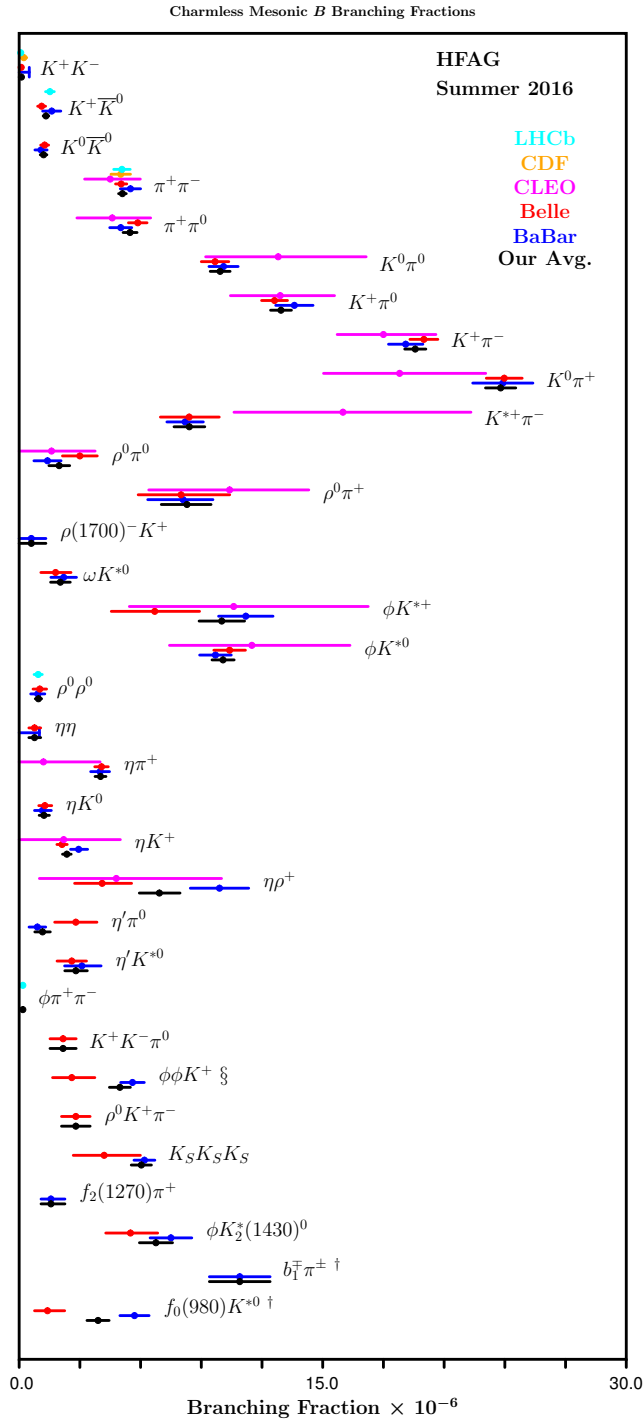 Charmless Mesonic B Branching Fractions
HFAG
Summer 2016
LHCb
CDF
CLEO
Belle
BaBar
Our Avg.
K⁺K⁻
K⁺K̅⁰
K⁰K̅⁰
π⁺π⁻
π⁺π⁰
K⁰π⁰
K⁺π⁰
K⁺π⁻
K⁰π⁺
K*⁺π⁻
ρ⁰π⁰
ρ⁰π⁺
ρ(1700)⁻K⁺
ωK*⁰
ϕK*⁺
ϕK*⁰
ρ⁰ρ⁰
ηη
ηπ⁺
ηK⁰
ηK⁺
ηρ⁺
η′π⁰
η′K*⁰
ϕπ⁺π⁻
K⁺K⁻π⁰
ϕϕK⁺ §
ρ⁰K⁺π⁻
K_SK_SK_S
f₂(1270)π⁺
ϕK₂*(1430)⁰
b₁∓π± †
f₀(980)K*⁰ †
0.0 15.0 30.0
Branching Fraction × 10⁻⁶